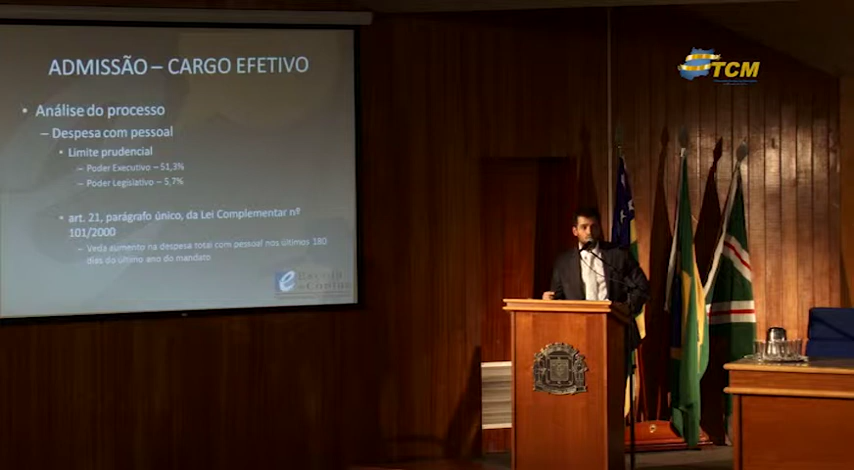 ADMISSÃO – CARGO EFETIVO
• Análise do processo
– Despesa com pessoal
• Limite prudencial
– Poder Executivo – 51,3%
– Poder Legislativo – 5,7%
• art. 21, parágrafo único, da Lei Complementar nº
101/2000
– Veda aumento na despesa total com pessoal nos últimos 180
dias do último ano do mandato
TCM